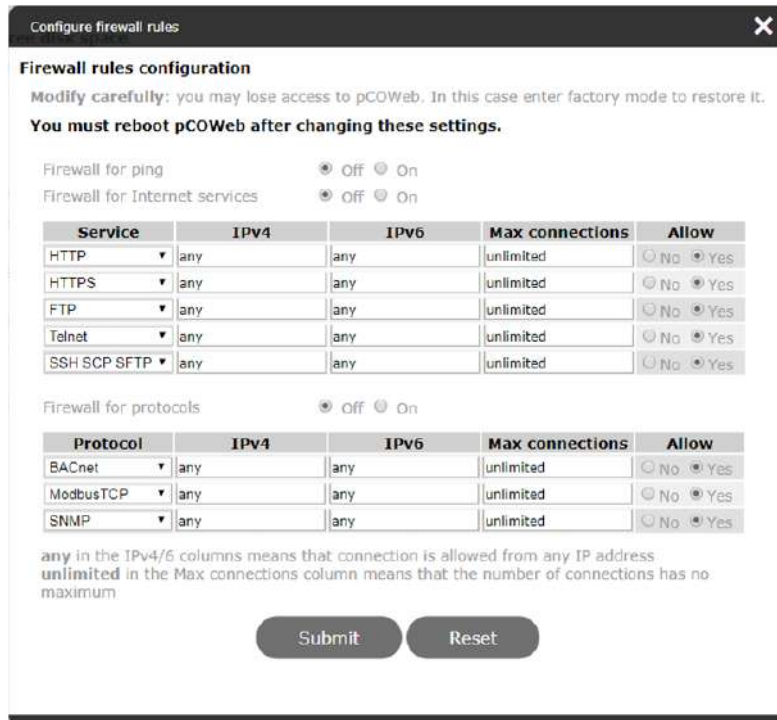 Configure firewall rules
ree disk space
Firewall rules configuration
Modify carefully: you may lose access to pCOWeb. In this case enter factory mode to restore it.
You must reboot pCOWeb after changing these settings.
Firewall for ping Off On
Firewall for Internet services Off On
Service IPv4 IPv6 Max connections Allow
HTTP any any unlimited No Yes
HTTPS any any unlimited No Yes
FTP any any unlimited No Yes
Telnet any any unlimited No Yes
SSH SCP SFTP any any unlimited No Yes
Firewall for protocols Off On
Protocol IPv4 IPv6 Max connections Allow
BACnet any any unlimited No Yes
ModbusTCP any any unlimited No Yes
SNMP any any unlimited No Yes
any in the IPv4/6 columns means that connection is allowed from any IP address
unlimited in the Max connections column means that the number of connections has no
maximum
Submit Reset